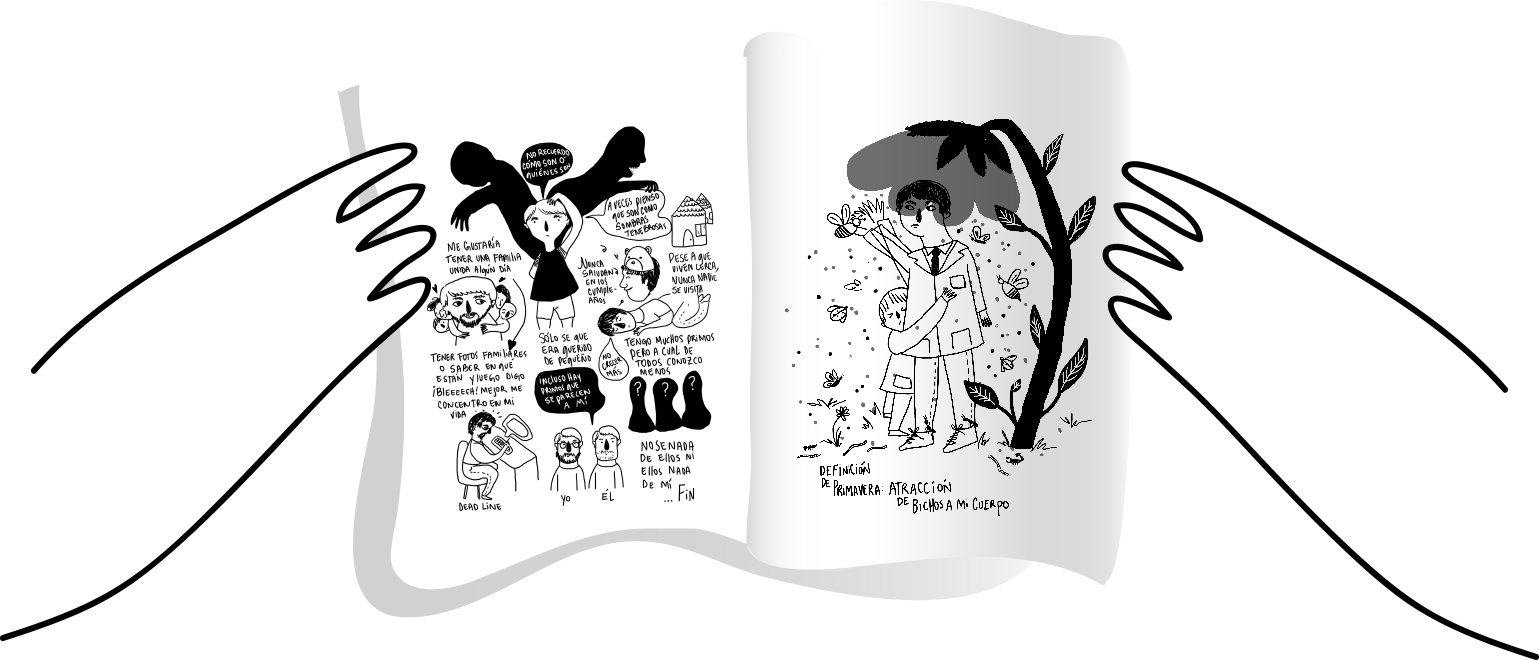 NO RECUERDO
CÓMO SON O
QUIÉNES SON
A VECES PIENSO
QUE SON COMO
SOMBRAS
TENEBROSAS
ME GUSTARÍA
TENER UNA FAMILIA
UNIDA ALGÚN DÍA
NUNCA
SALUDAN
EN LOS
CUMPLE-
AÑOS
PESE A QUE
VIVEN CERCA,
NUNCA NADIE
SE VISITA
TENER FOTOS FAMILIARES
O SABER EN QUÉ
ESTÁN Y LUEGO DIGO
¡BLEEEECH! MEJOR ME
CONCENTRO EN MI
VIDA
SÓLO SE QUE
ERA QUERIDO
DE PEQUEÑO
NO
CRECER
MÁS
TENGO MUCHOS PRIMOS
PERO A CUAL DE
TODOS CONOZCO
MENOS
INCLUSO HAY
PRIMOS QUE
SE PARECEN
A MÍ
? ? ?
DEAD LINE
YO
ÉL
NO SE NADA
DE ELLOS NI
ELLOS NADA
DE MÍ
... FIN
DEFINICIÓN
DE PRIMAVERA: ATRACCIÓN
DE BICHOS A MI CUERPO